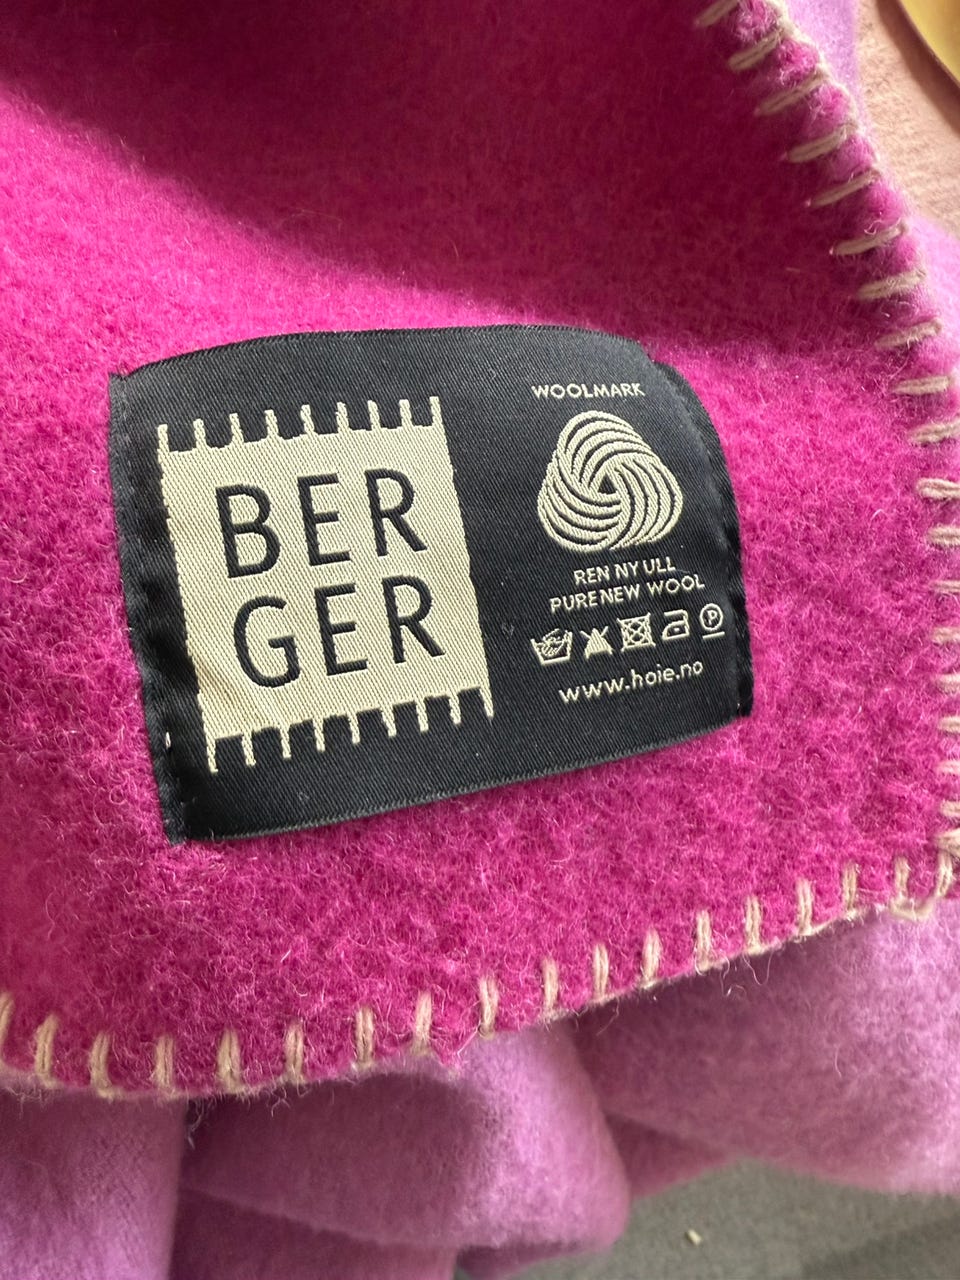 BER
GER
WOOLMARK
REN NY ULL
PURE NEW WOOL
P
www.hoie.no